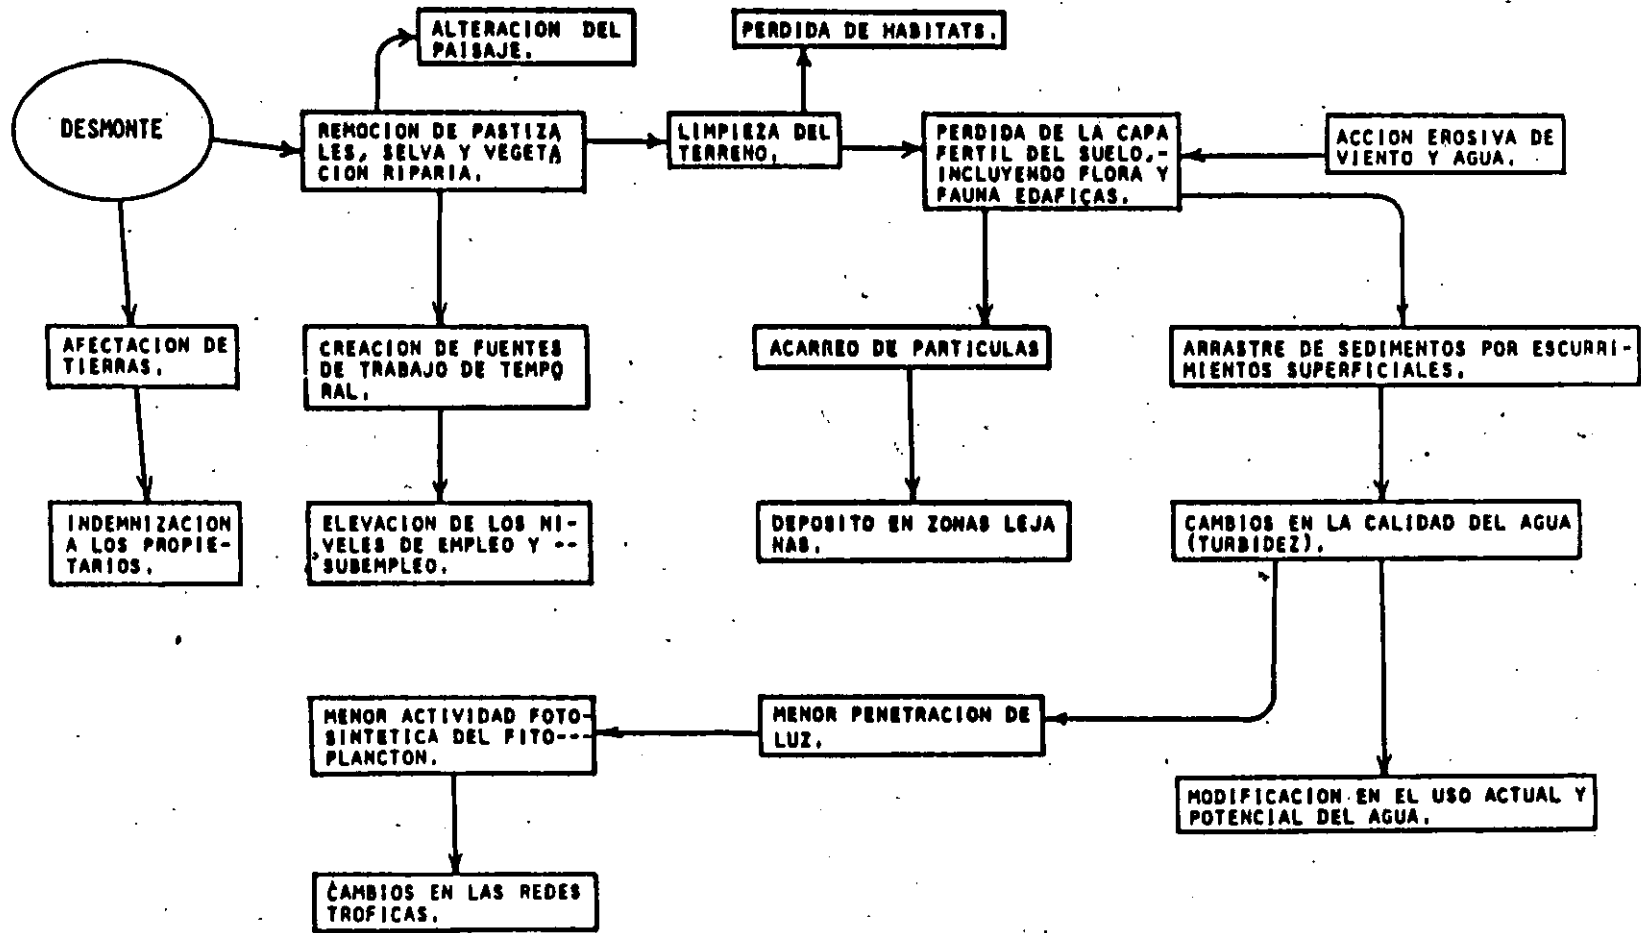 ALTERACION DEL
PAISAJE.
PERDIDA DE HABITATS.
DESMONTE
REMOCION DE PASTIZA
LES, SELVA Y VEGETA
CION RIPARIA.
LIMPIEZA DEL
TERRENO.
PERDIDA DE LA CAPA
FERTIL DEL SUELO,-
INCLUYENDO FLORA Y
FAUNA EDAFICAS.
ACCION EROSIVA DE
VIENTO Y AGUA.
AFECTACION DE
TIERRAS.
CREACION DE FUENTES
DE TRABAJO DE TEMPO
RAL.
ACARREO DE PARTICULAS
ARRASTRE DE SEDIMENTOS POR ESCURRI-
MIENTOS SUPERFICIALES.
INDEMNIZACION
A LOS PROPIE-
TARIOS.
ELEVACION DE LOS NI-
VELES DE EMPLEO Y --
SUBEMPLEO.
DEPOSITO EN ZONAS LEJA
NAS.
CAMBIOS EN LA CALIDAD DEL AGUA
(TURBIDEZ).
MENOR ACTIVIDAD FOTO-
SINTETICA DEL FITO---
PLANCTON.
MENOR PENETRACION DE
LUZ.
MODIFICACION EN EL USO ACTUAL Y
POTENCIAL DEL AGUA.
CAMBIOS EN LAS REDES
TROFICAS.